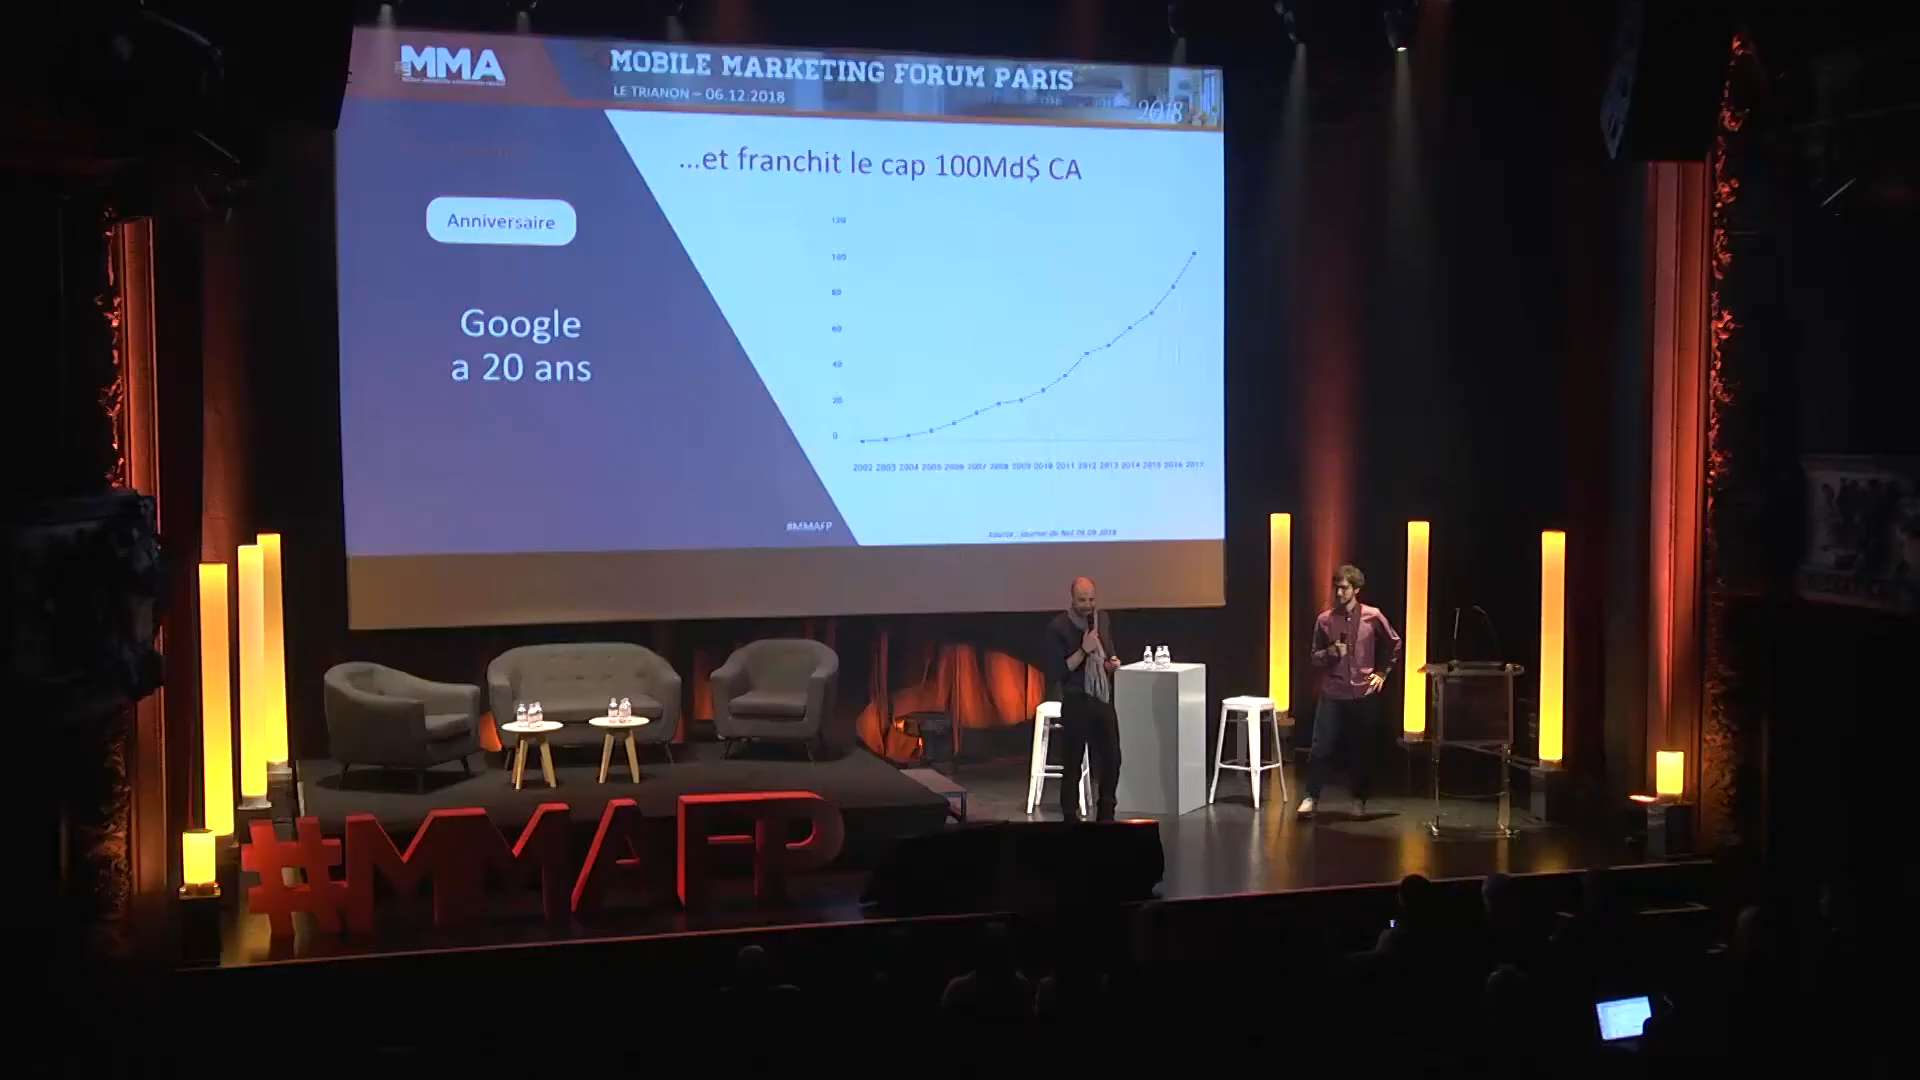 MMA
MOBILE MARKETING FORUM PARIS
LE TRIANON – 06.12.2018
2018
...et franchit le cap 100Md$ CA
Anniversaire
Google
a 20 ans
120
100
80
60
40
20
0
2002 2003 2004 2005 2006 2007 2008 2009 2010 2011 2012 2013 2014 2015 2016 2017
#MMAFP
#MMAFP